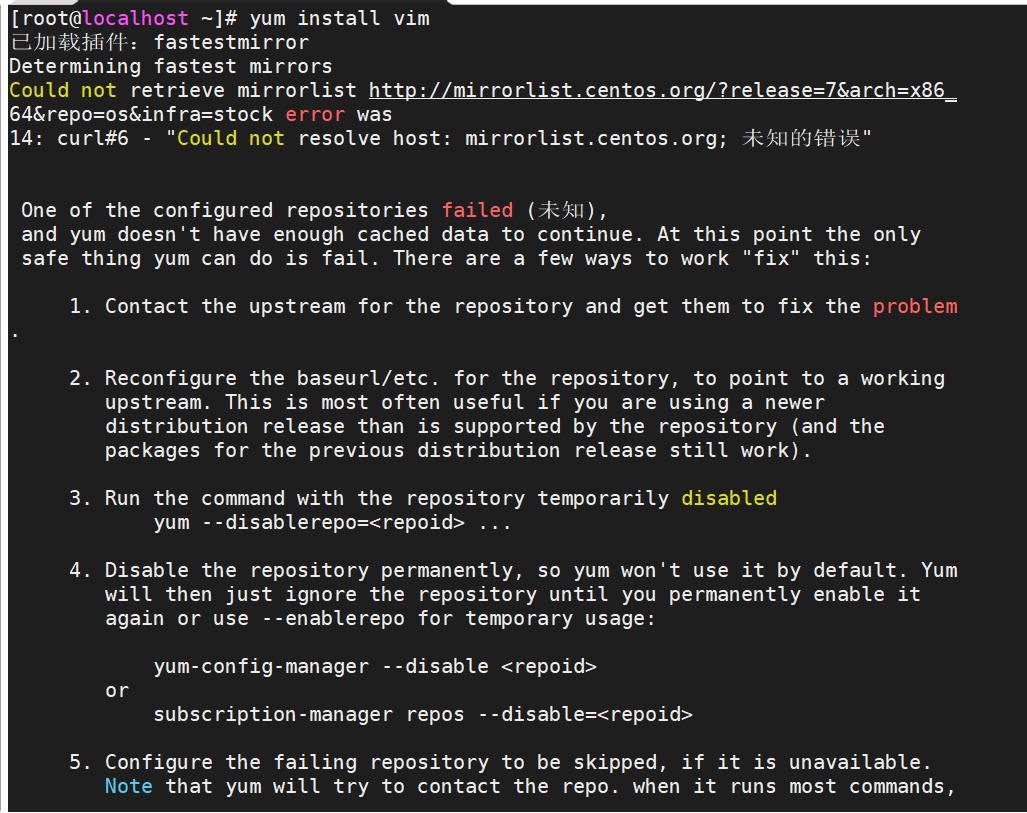 [root@localhost ~]# yum install vim
已加载插件：fastestmirror
Determining fastest mirrors
Could not retrieve mirrorlist http://mirrorlist.centos.org/?release=7&arch=x86_
64&repo=os&infra=stock error was
14: curl#6 - "Could not resolve host: mirrorlist.centos.org; 未知的错误"
One of the configured repositories failed (未知),
and yum doesn't have enough cached data to continue. At this point the only
safe thing yum can do is fail. There are a few ways to work "fix" this:
1. Contact the upstream for the repository and get them to fix the problem
.
2. Reconfigure the baseurl/etc. for the repository, to point to a working
upstream. This is most often useful if you are using a newer
distribution release than is supported by the repository (and the
packages for the previous distribution release still work).
3. Run the command with the repository temporarily disabled
yum --disablerepo=<repoid> ...
4. Disable the repository permanently, so yum won't use it by default. Yum
will then just ignore the repository until you permanently enable it
again or use --enablerepo for temporary usage:
yum-config-manager --disable <repoid>
or
subscription-manager repos --disable=<repoid>
5. Configure the failing repository to be skipped, if it is unavailable.
Note that yum will try to contact the repo. when it runs most commands,